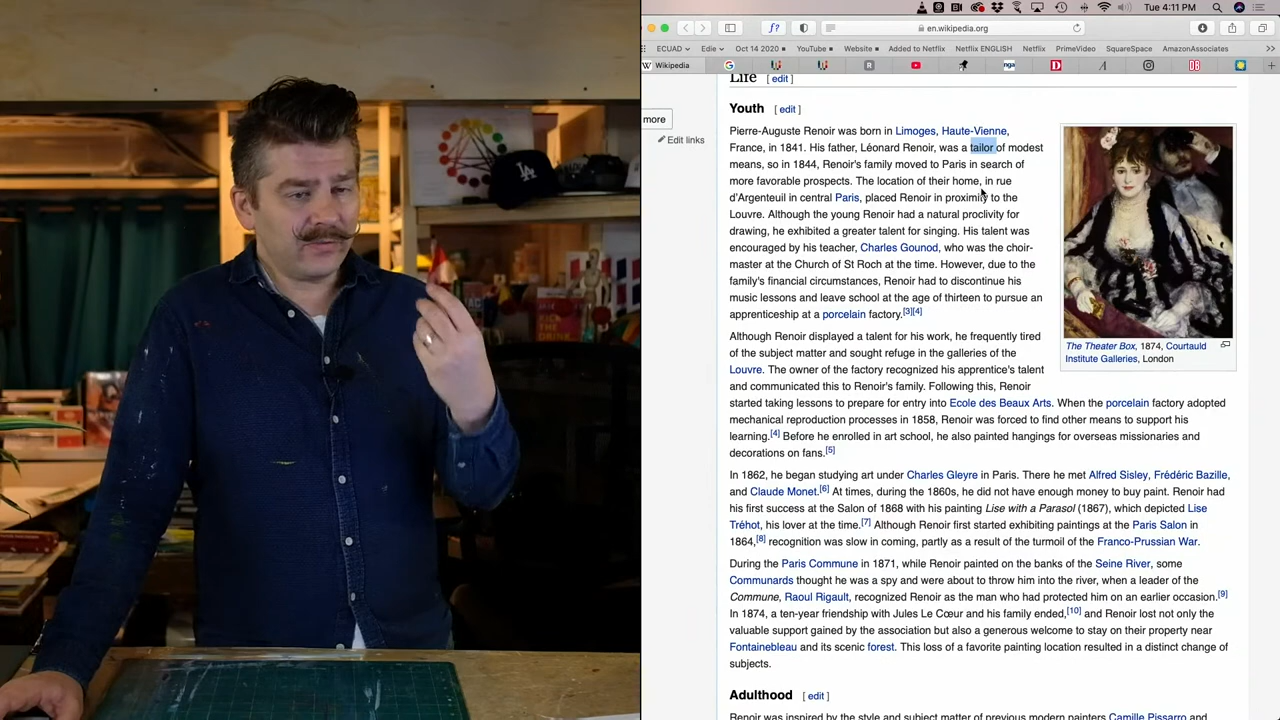 Tue 4:11 PM
en.wikipedia.org
f?
ECUAD
Edie
Oct 14 2020
YouTube
Website
Added to Netflix
Netflix ENGLISH
Netflix
PrimeVideo
SquareSpace
AmazonAssociates
W Wikipedia
Life [ edit ]
more
Edit links
Youth [ edit ]
Pierre-Auguste Renoir was born in Limoges, Haute-Vienne,
France, in 1841. His father, Léonard Renoir, was a tailor of modest
means, so in 1844, Renoir's family moved to Paris in search of
more favorable prospects. The location of their home, in rue
d'Argenteuil in central Paris, placed Renoir in proximity to the
Louvre. Although the young Renoir had a natural proclivity for
drawing, he exhibited a greater talent for singing. His talent was
encouraged by his teacher, Charles Gounod, who was the choir-
master at the Church of St Roch at the time. However, due to the
family's financial circumstances, Renoir had to discontinue his
music lessons and leave school at the age of thirteen to pursue an
apprenticeship at a porcelain factory.[3][4]
The Theater Box, 1874, Courtauld
Institute Galleries, London
Although Renoir displayed a talent for his work, he frequently tired
of the subject matter and sought refuge in the galleries of the
Louvre. The owner of the factory recognized his apprentice's talent
and communicated this to Renoir's family. Following this, Renoir
started taking lessons to prepare for entry into Ecole des Beaux Arts. When the porcelain factory adopted
mechanical reproduction processes in 1858, Renoir was forced to find other means to support his
learning.[4] Before he enrolled in art school, he also painted hangings for overseas missionaries and
decorations on fans.[5]
In 1862, he began studying art under Charles Gleyre in Paris. There he met Alfred Sisley, Frédéric Bazille,
and Claude Monet.[6] At times, during the 1860s, he did not have enough money to buy paint. Renoir had
his first success at the Salon of 1868 with his painting Lise with a Parasol (1867), which depicted Lise
Tréhot, his lover at the time.[7] Although Renoir first started exhibiting paintings at the Paris Salon in
1864,[8] recognition was slow in coming, partly as a result of the turmoil of the Franco-Prussian War.
During the Paris Commune in 1871, while Renoir painted on the banks of the Seine River, some
Communards thought he was a spy and were about to throw him into the river, when a leader of the
Commune, Raoul Rigault, recognized Renoir as the man who had protected him on an earlier occasion.[9]
In 1874, a ten-year friendship with Jules Le Cœur and his family ended,[10] and Renoir lost not only the
valuable support gained by the association but also a generous welcome to stay on their property near
Fontainebleau and its scenic forest. This loss of a favorite painting location resulted in a distinct change of
subjects.
Adulthood [ edit ]
Renoir was inspired by the style and subject matter of previous modern painters Camille Pissarro and
LA